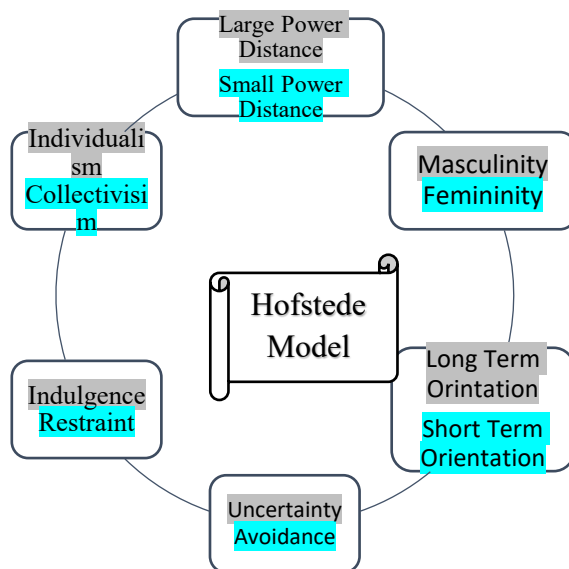 Large Power
Distance
Small Power
Distance
Individuali
sm
Collectivisi
m
Masculinity
Femininity
Hofstede
Model
Long Term
Orintation
Short Term
Orientation
Indulgence
Restraint
Uncertainty
Avoidance